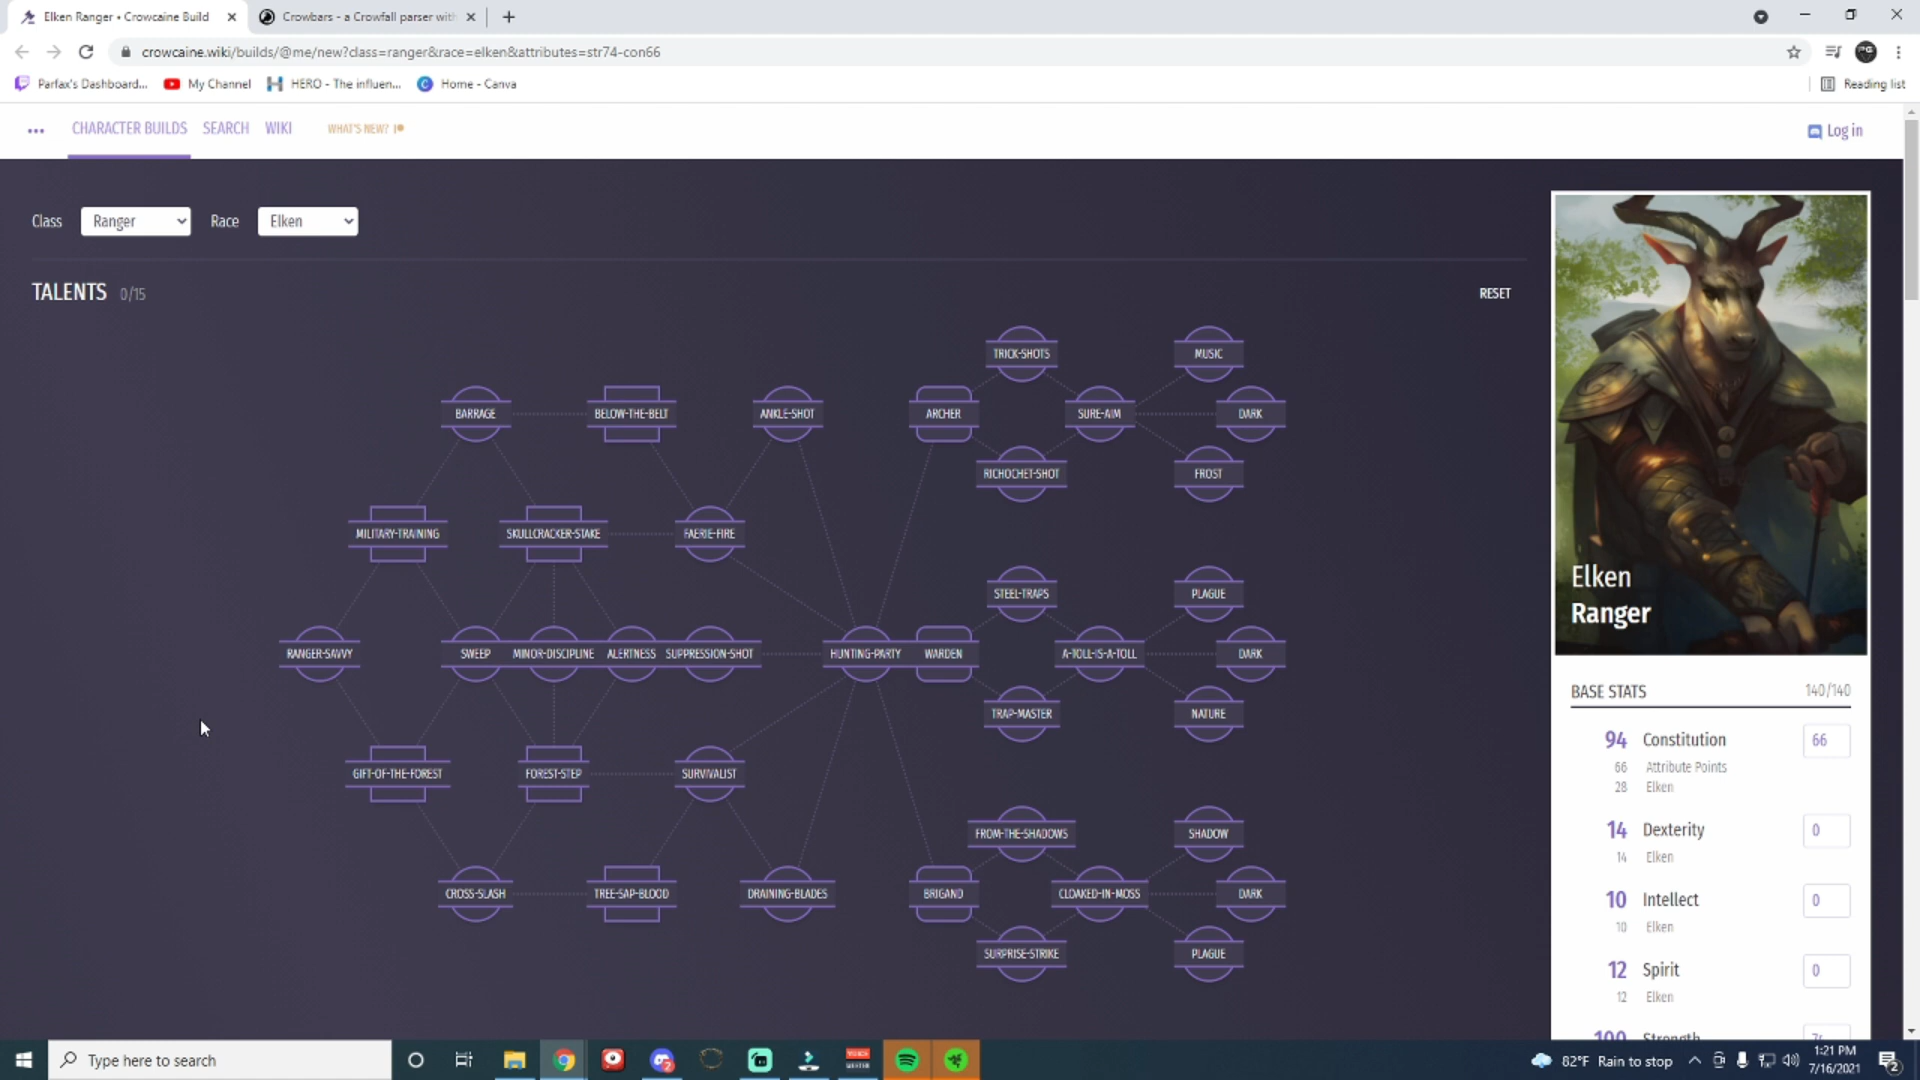 Elken Ranger • Crowcaine Build
Crowbars - a Crowfall parser with
crowcaine.wiki/builds/@me/new?class=ranger&race=elken&attributes=str74-con66
Parfax's Dashboard...
My Channel
HERO - The influen...
Home - Canva
Reading list
CHARACTER BUILDS
SEARCH
WIKI
WHAT'S NEW?
Log in
Class
Ranger
Race
Elken
TALENTS 0/15
RESET
TRICK-SHOTS
MUSIC
BARRAGE
BELOW-THE-BELT
ANKLE-SHOT
ARCHER
SURE-AIM
DARK
RICHOCHET-SHOT
FROST
MILITARY-TRAINING
SKULLCRACKER-STAKE
FAERIE-FIRE
STEEL-TRAPS
PLAGUE
RANGER-SAVVY
SWEEP
MINOR-DISCIPLINE
ALERTNESS
SUPPRESSION-SHOT
HUNTING-PARTY
WARDEN
A-TOLL-IS-A-TOLL
DARK
TRAP-MASTER
NATURE
GIFT-OF-THE-FOREST
FOREST-STEP
SURVIVALIST
FROM-THE-SHADOWS
SHADOW
CROSS-SLASH
TREE-SAP-BLOOD
DRAINING-BLADES
BRIGAND
CLOAKED-IN-MOSS
DARK
SURPRISE-STRIKE
PLAGUE
Elken
Ranger
BASE STATS 140/140
94 Constitution 66
66 Attribute Points
28 Elken
14 Dexterity 0
14 Elken
10 Intellect 0
10 Elken
12 Spirit 0
12 Elken
100 Strength 74
Type here to search
82°F Rain to stop
1:21 PM
7/16/2021
2